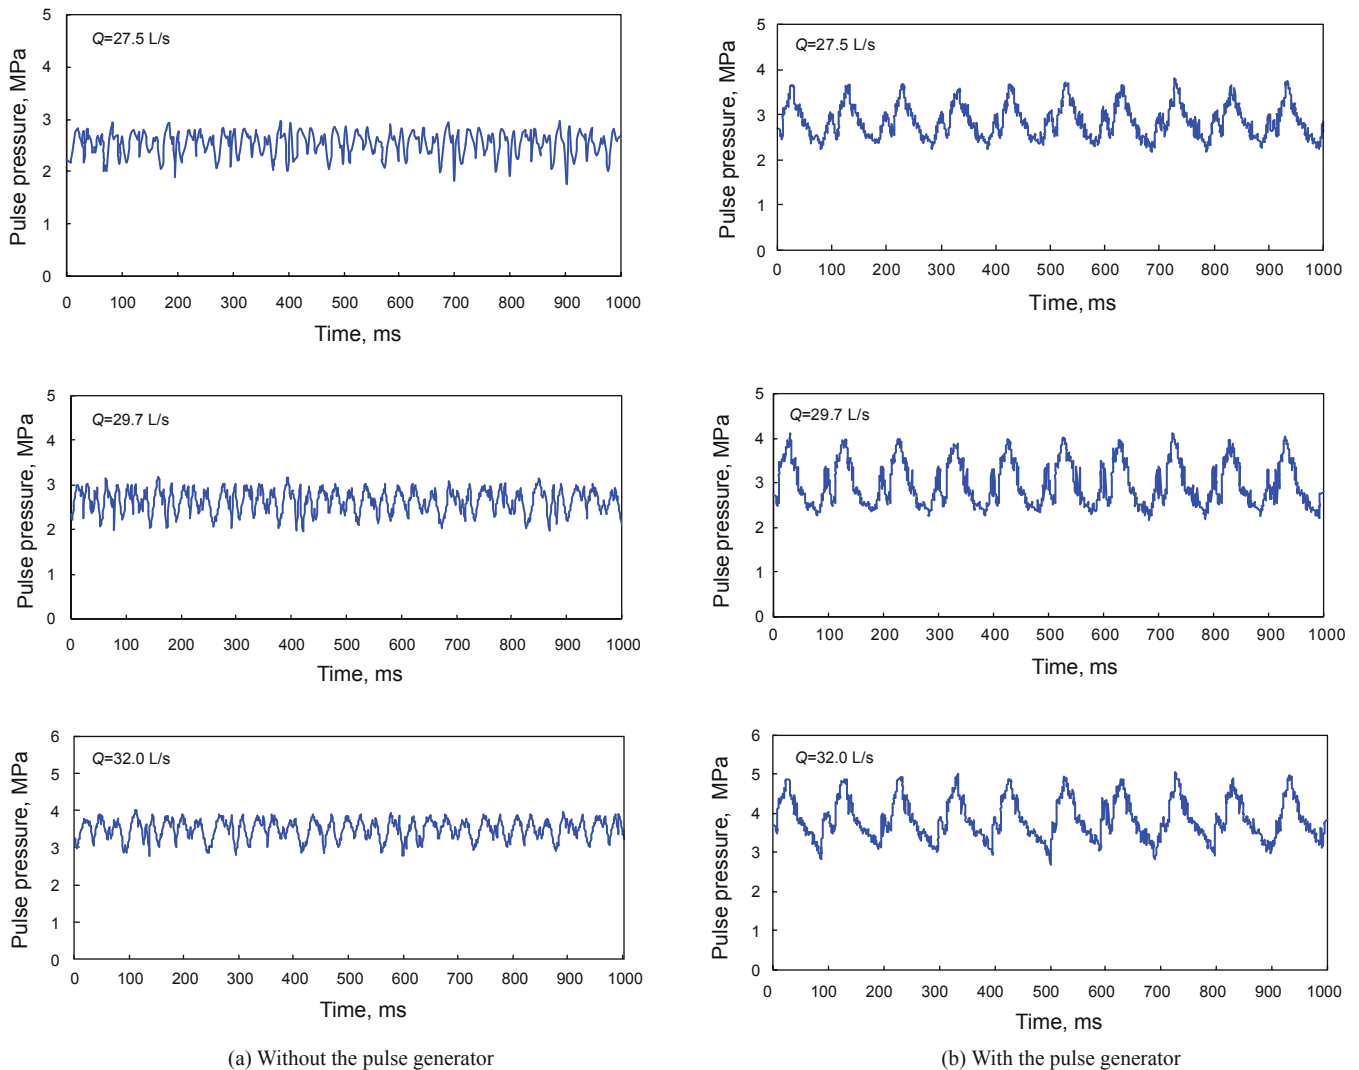 Q=27.5 L/s
Pulse pressure, MPa
5
4
3
2
1
0
0 100 200 300 400 500 600 700 800 900 1000
Time, ms
Q=27.5 L/s
Pulse pressure, MPa
5
4
3
2
1
0
0 100 200 300 400 500 600 700 800 900 1000
Time, ms
Q=29.7 L/s
Pulse pressure, MPa
5
4
3
2
1
0
0 100 200 300 400 500 600 700 800 900 1000
Time, ms
Q=29.7 L/s
Pulse pressure, MPa
5
4
3
2
1
0
0 100 200 300 400 500 600 700 800 900 1000
Time, ms
Q=32.0 L/s
Pulse pressure, MPa
6
5
4
3
2
1
0
0 100 200 300 400 500 600 700 800 900 1000
Time, ms
Q=32.0 L/s
Pulse pressure, MPa
6
5
4
3
2
1
0
0 100 200 300 400 500 600 700 800 900 1000
Time, ms
(a) Without the pulse generator
(b) With the pulse generator